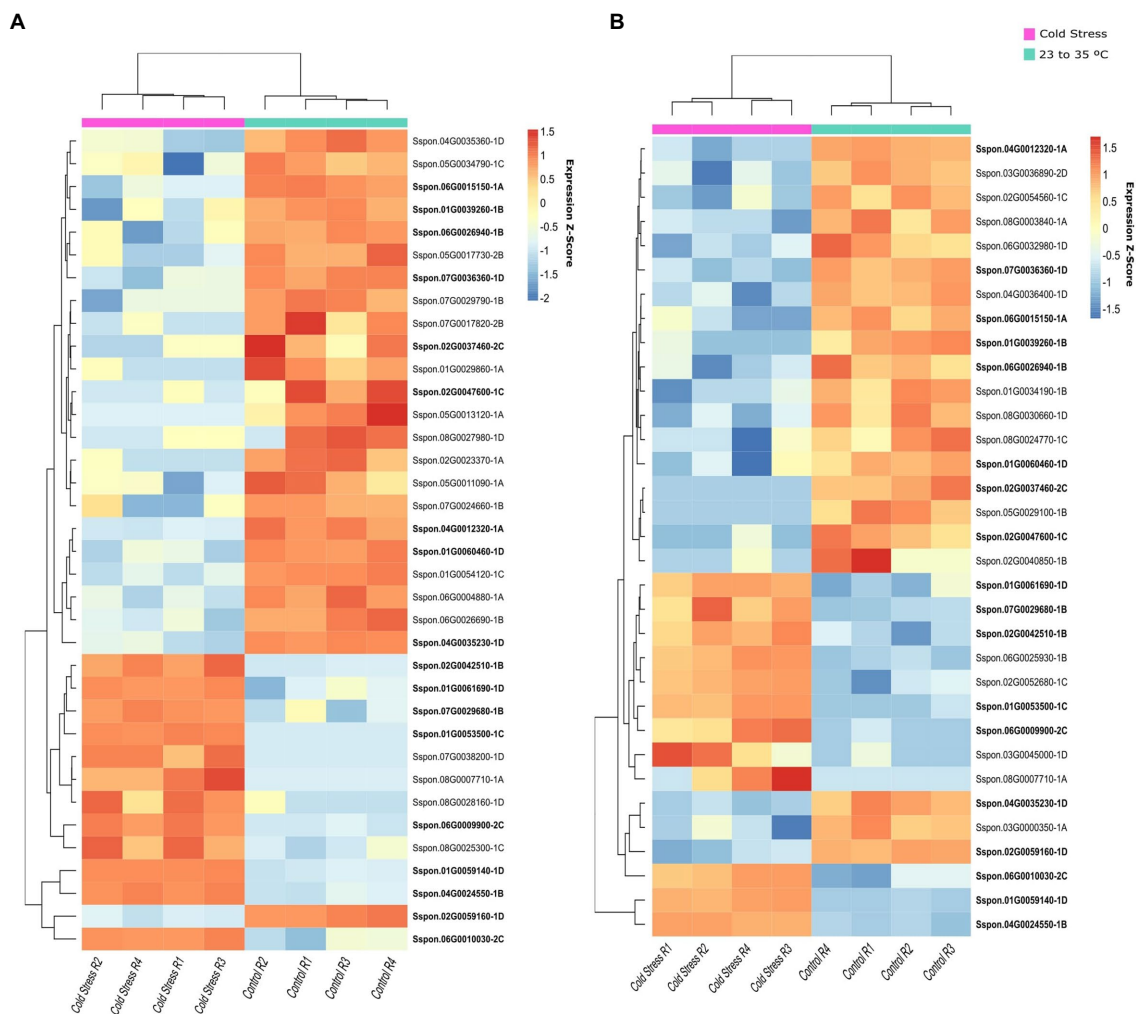 A
B
Cold Stress
23 to 35 ºC
Sspon.04G0035360-1D
Sspon.05G0034790-1C
Sspon.06G0015150-1A
Sspon.01G0039260-1B
Sspon.06G0026940-1B
Sspon.05G0017730-2B
Sspon.07G0036360-1D
Sspon.07G0029790-1B
Sspon.07G0017820-2B
Sspon.02G0037460-2C
Sspon.01G0029860-1A
Sspon.02G0047600-1C
Sspon.05G0013120-1A
Sspon.08G0027980-1D
Sspon.02G0023370-1A
Sspon.05G0011090-1A
Sspon.07G0024660-1B
Sspon.04G0012320-1A
Sspon.01G0060460-1D
Sspon.01G0054120-1C
Sspon.06G0004880-1A
Sspon.06G0026690-1B
Sspon.04G0035230-1D
Sspon.02G0042510-1B
Sspon.01G0061690-1D
Sspon.07G0029680-1B
Sspon.01G0053500-1C
Sspon.07G0038200-1D
Sspon.08G0007710-1A
Sspon.08G0028160-1D
Sspon.06G0009900-2C
Sspon.08G0025300-1C
Sspon.01G0059140-1D
Sspon.04G0024550-1B
Sspon.02G0059160-1D
Sspon.06G0010030-2C
Cold Stress R2
Cold Stress R4
Cold Stress R1
Cold Stress R3
Control R2
Control R1
Control R3
Control R4
1.5
1
0.5
0
-0.5
-1
-1.5
-2
Expression Z-Score
Sspon.04G0012320-1A
Sspon.03G0036890-2D
Sspon.02G0054560-1C
Sspon.08G0003840-1A
Sspon.06G0032980-1D
Sspon.07G0036360-1D
Sspon.04G0036400-1D
Sspon.06G0015150-1A
Sspon.01G0039260-1B
Sspon.06G0026940-1B
Sspon.01G0034190-1B
Sspon.08G0030660-1D
Sspon.08G0024770-1C
Sspon.01G0060460-1D
Sspon.02G0037460-2C
Sspon.05G0029100-1B
Sspon.02G0047600-1C
Sspon.02G0040850-1B
Sspon.01G0061690-1D
Sspon.07G0029680-1B
Sspon.02G0042510-1B
Sspon.06G0025930-1B
Sspon.02G0052680-1C
Sspon.01G0053500-1C
Sspon.06G0009900-2C
Sspon.03G0045000-1D
Sspon.08G0007710-1A
Sspon.04G0035230-1D
Sspon.03G0000350-1A
Sspon.02G0059160-1D
Sspon.06G0010030-2C
Sspon.01G0059140-1D
Sspon.04G0024550-1B
Cold Stress R1
Cold Stress R2
Cold Stress R4
Cold Stress R3
Control R4
Control R1
Control R2
Control R3
1.5
1
0.5
0
-0.5
-1
-1.5
Expression Z-Score